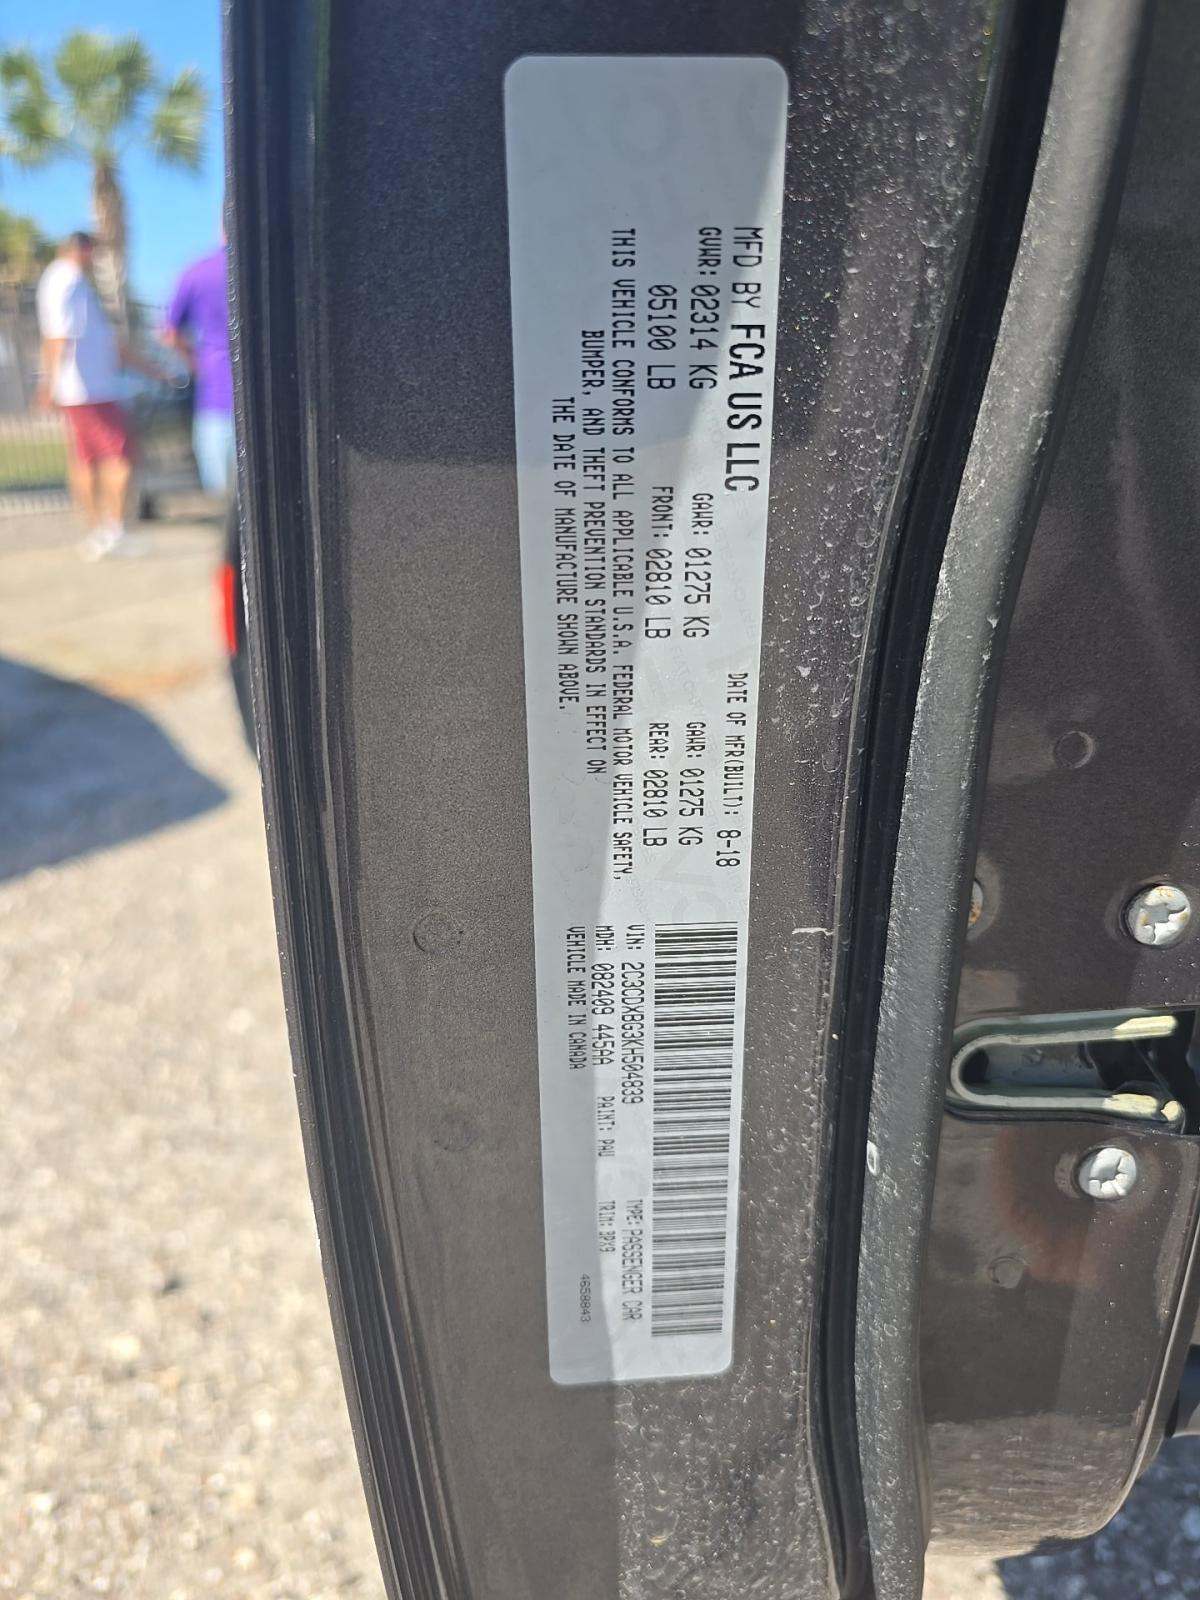 MFD BY FCA US LLC
DATE OF MFR(BUILT): 8-18
GVWR: 02314 KG
GAWR: 01275 KG
GAWR: 01275 KG
05100 LB
FRONT: 02810 LB
REAR: 02810 LB
THIS VEHICLE CONFORMS TO ALL APPLICABLE U.S.A. FEDERAL MOTOR VEHICLE SAFETY,
BUMPER, AND THEFT PREVENTION STANDARDS IN EFFECT ON
THE DATE OF MANUFACTURE SHOWN ABOVE.
VIN: 2C3CDXBG3KH504839
TYPE: PASSENGER CAR
MDH: 082409 445AA
PAINT: PAU
TRIM:
VEHICLE MADE IN CANADA
4658843